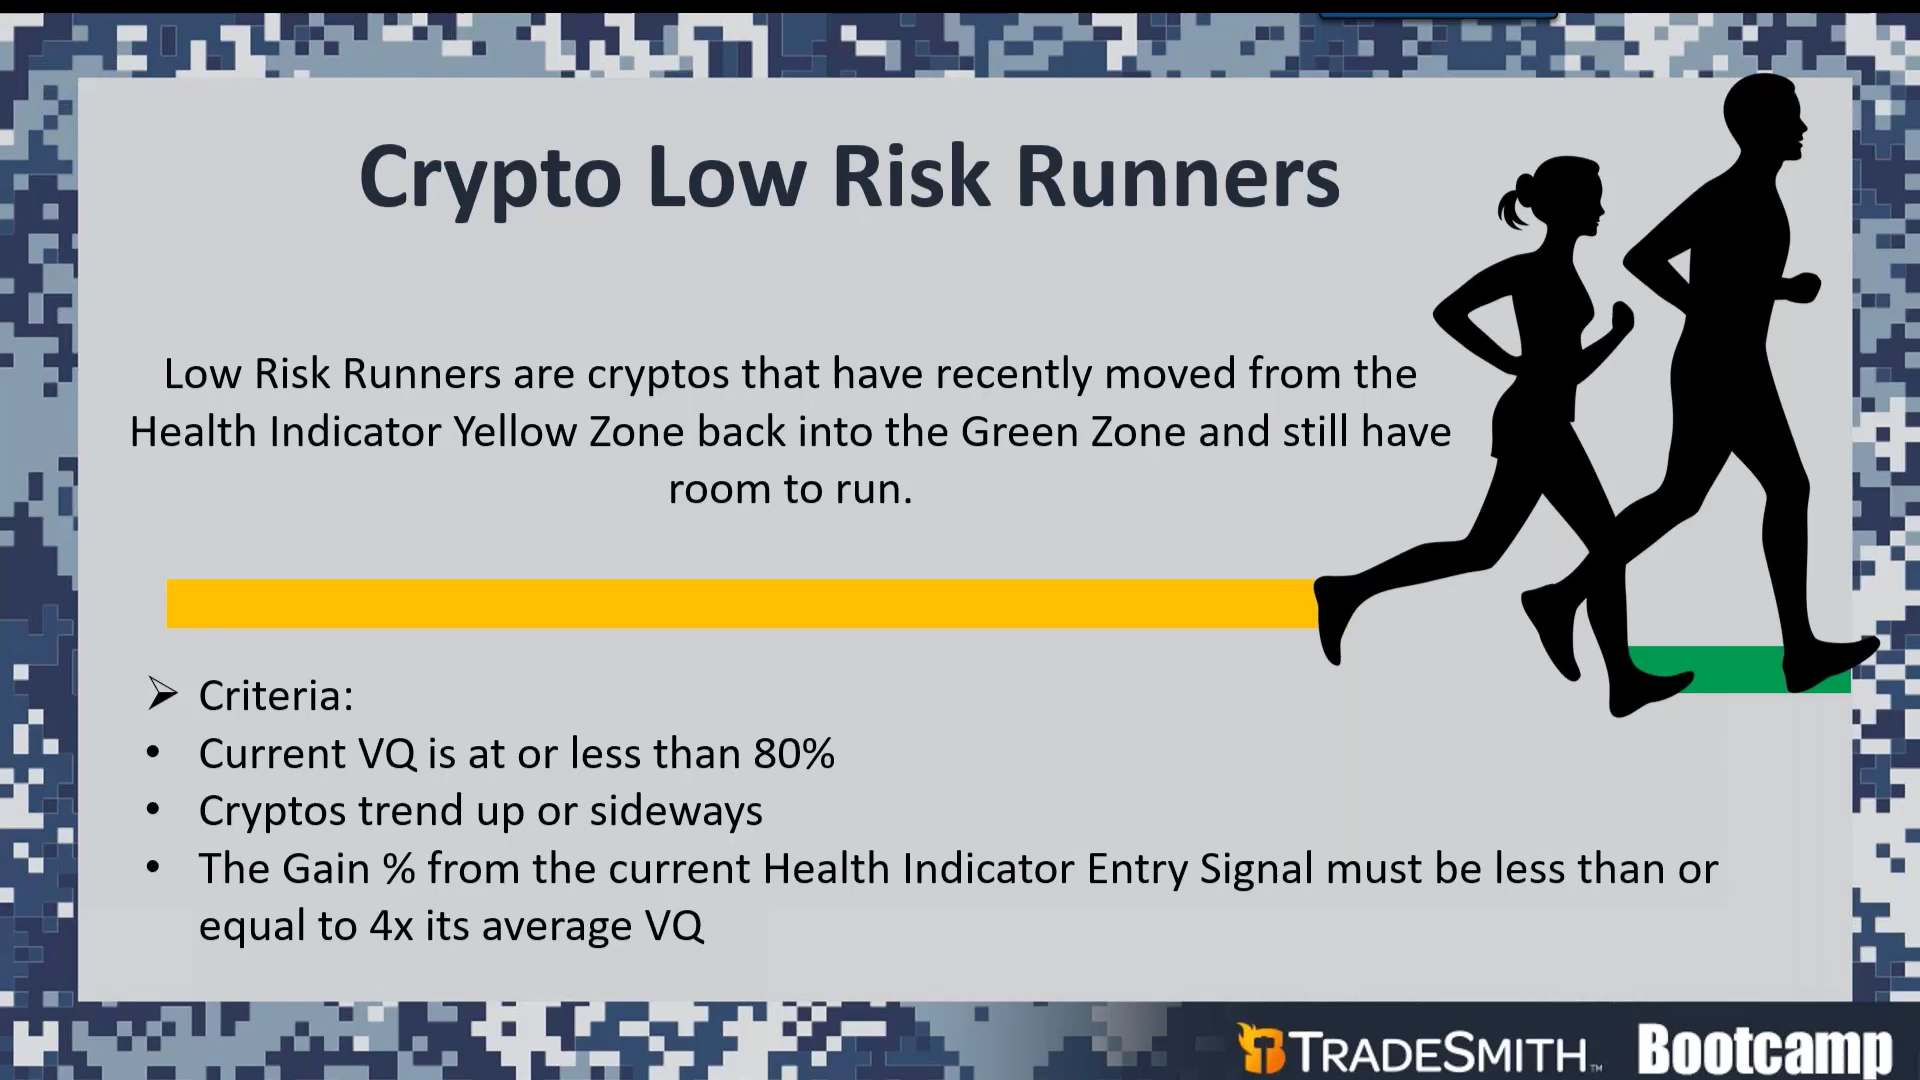 Crypto Low Risk Runners
Low Risk Runners are cryptos that have recently moved from the
Health Indicator Yellow Zone back into the Green Zone and still have
room to run.
➢ Criteria:
• Current VQ is at or less than 80%
• Cryptos trend up or sideways
• The Gain % from the current Health Indicator Entry Signal must be less than or
equal to 4x its average VQ
TRADESMITH™ Bootcamp